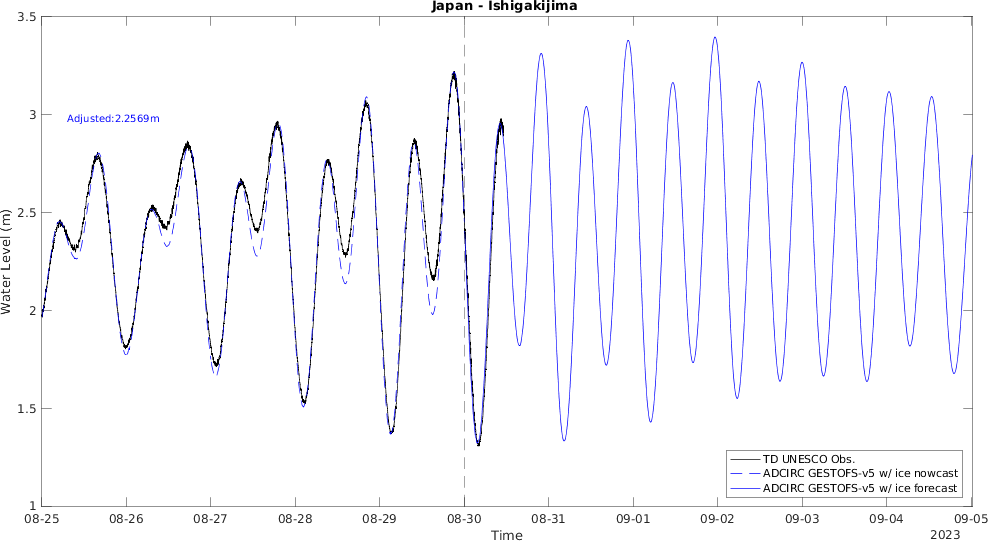 Japan - Ishigakijima
3.5
3
2.5
2
1.5
1
Water Level (m)
Adjusted:2.2569m
TD UNESCO Obs.
ADCIRC GESTOFS-v5 w/ ice nowcast
ADCIRC GESTOFS-v5 w/ ice forecast
08-25 08-26 08-27 08-28 08-29 08-30 08-31 09-01 09-02 09-03 09-04 09-05
Time
2023